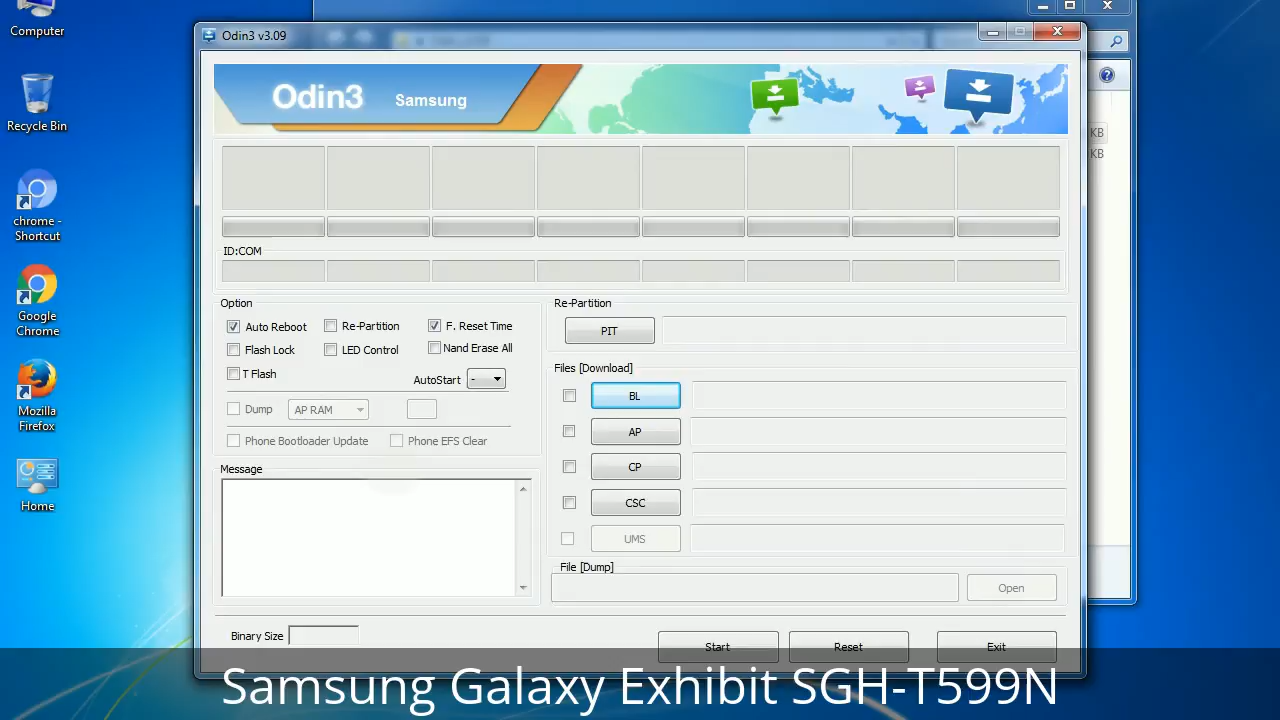 Computer
Recycle Bin
chrome -
Shortcut
Google
Chrome
Mozilla
Firefox
Home
Odin3 v3.09
Odin3 Samsung
ID:COM
Option
Auto Reboot Re-Partition F. Reset Time
Flash Lock LED Control Nand Erase All
T Flash AutoStart -
Dump AP RAM
Phone Bootloader Update Phone EFS Clear
Message
Re-Partition
PIT
Files [Download]
BL
AP
CP
CSC
UMS
File [Dump]
Open
Binary Size
Start Reset Exit
KB
KB
Samsung Galaxy Exhibit SGH-T599N